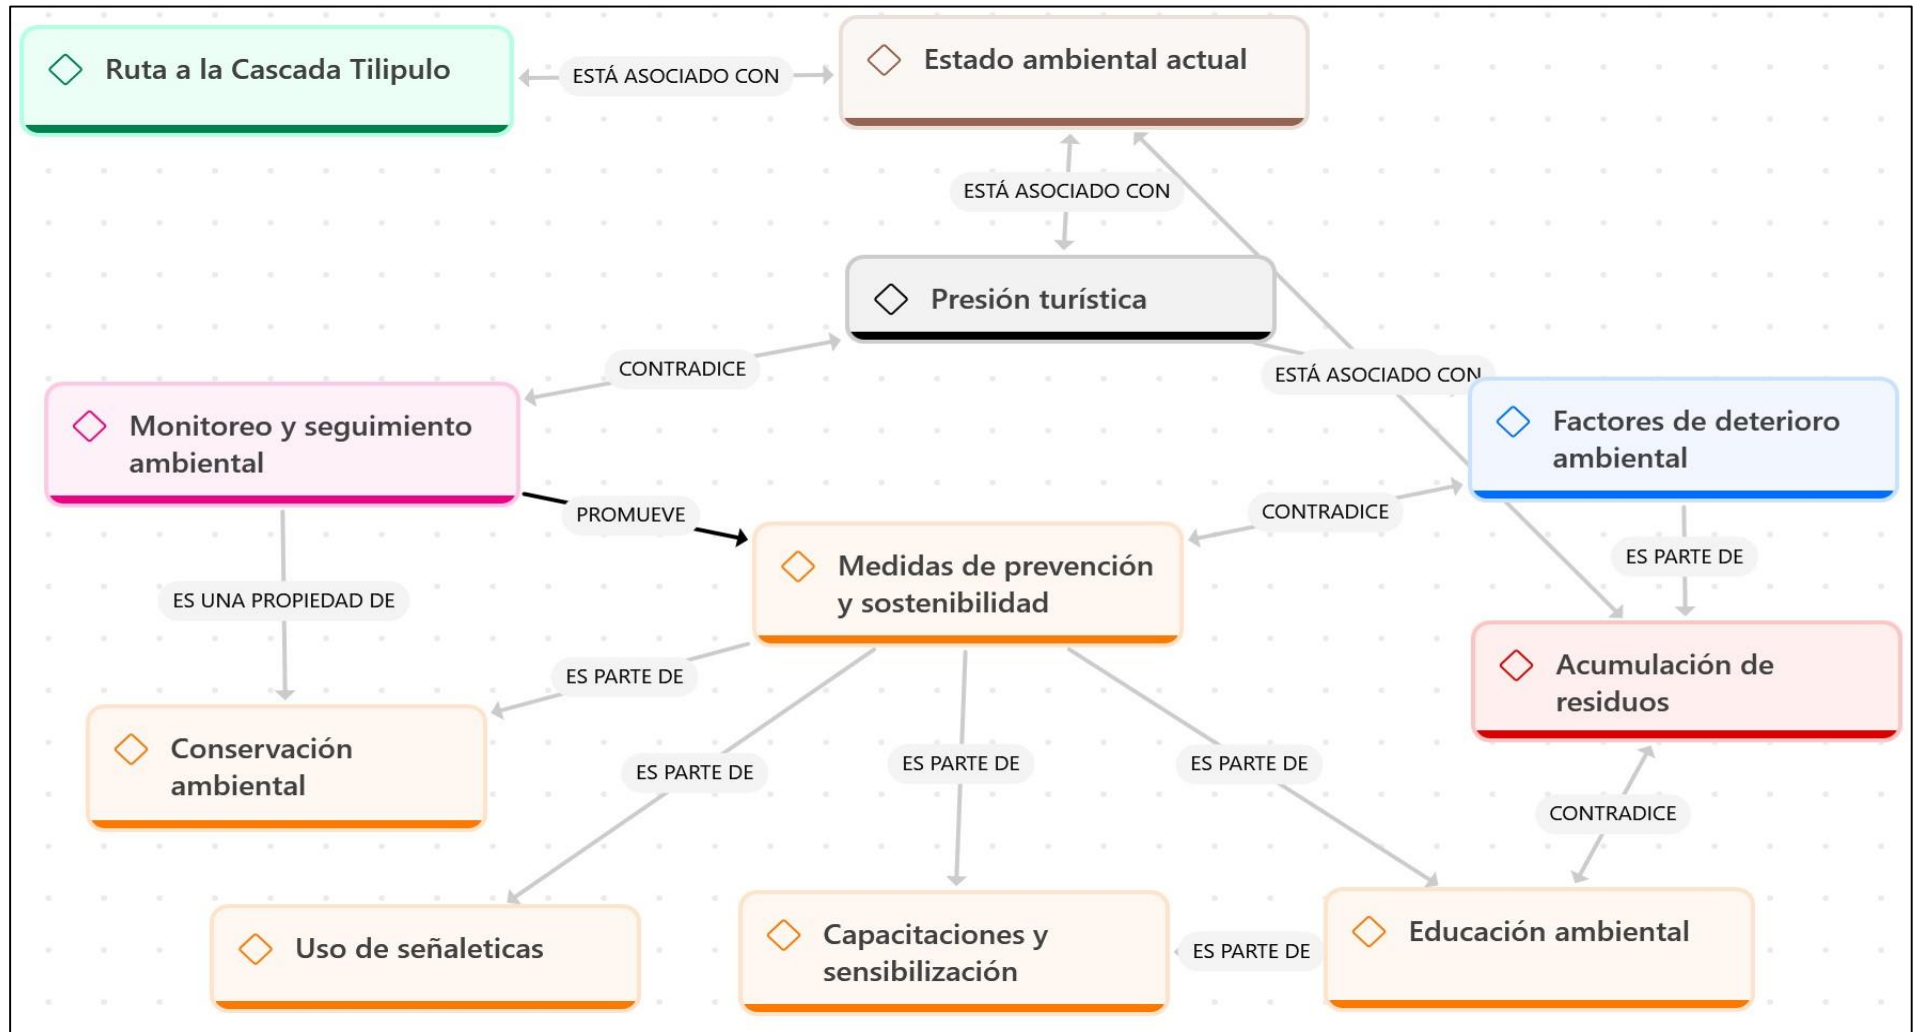 Ruta a la Cascada Tilipulo
ESTÁ ASOCIADO CON
Estado ambiental actual
ESTÁ ASOCIADO CON
Presión turística
CONTRADICE
ESTÁ ASOCIADO CON
Monitoreo y seguimiento
ambiental
Factores de deterioro
ambiental
PROMUEVE
CONTRADICE
ES PARTE DE
Medidas de prevención
y sostenibilidad
ES UNA PROPIEDAD DE
ES PARTE DE
Acumulación de
residuos
Conservación
ambiental
ES PARTE DE
ES PARTE DE
ES PARTE DE
CONTRADICE
Uso de señaleticas
Capacitaciones y
sensibilización
ES PARTE DE
Educación ambiental